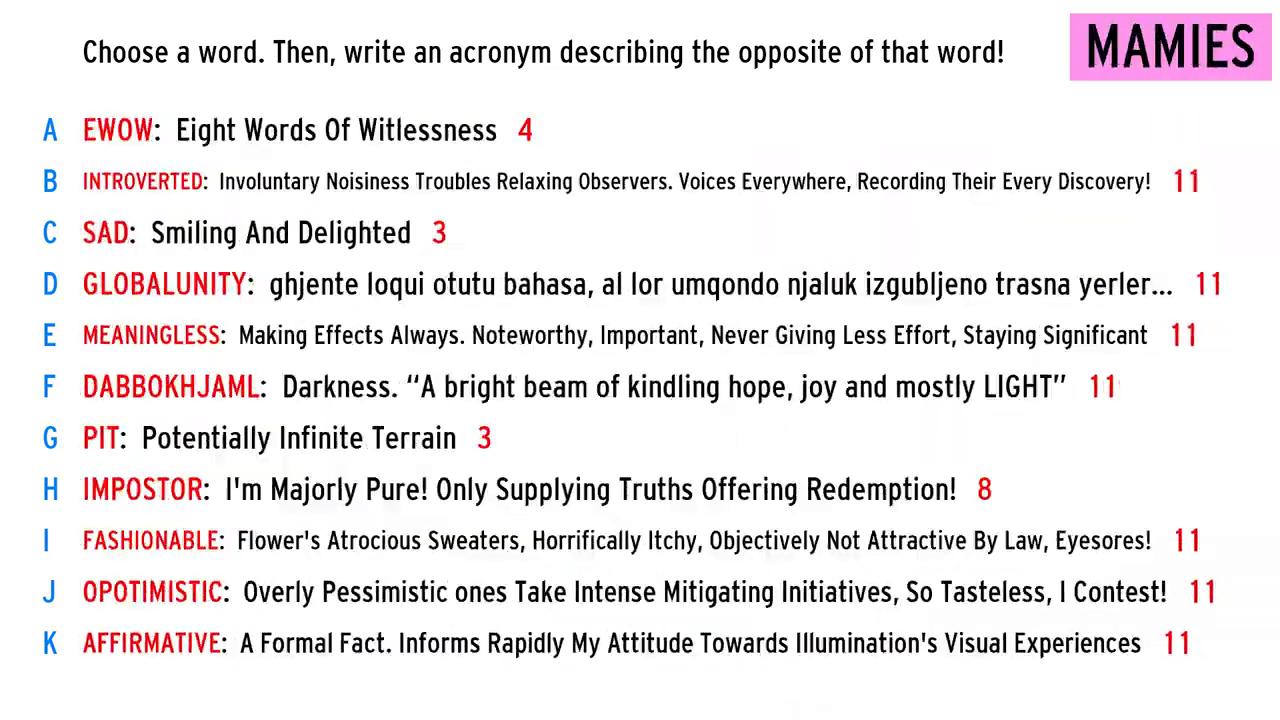 Choose a word. Then, write an acronym describing the opposite of that word!
MAMIES
A EWOW: Eight Words Of Witlessness 4
B INTROVERTED: Involuntary Noisiness Troubles Relaxing Observers. Voices Everywhere, Recording Their Every Discovery! 11
C SAD: Smiling And Delighted 3
D GLOBALUNITY: ghjente loqui otutu bahasa, al lor umqondo njaluk izgubljeno trasna yerler... 11
E MEANINGLESS: Making Effects Always. Noteworthy, Important, Never Giving Less Effort, Staying Significant 11
F DABBOKHJAML: Darkness. “A bright beam of kindling hope, joy and mostly LIGHT” 11
G PIT: Potentially Infinite Terrain 3
H IMPOSTOR: I'm Majorly Pure! Only Supplying Truths Offering Redemption! 8
I FASHIONABLE: Flower's Atrocious Sweaters, Horrifically Itchy, Objectively Not Attractive By Law, Eyesores! 11
J OPOTIMISTIC: Overly Pessimistic ones Take Intense Mitigating Initiatives, So Tasteless, I Contest! 11
K AFFIRMATIVE: A Formal Fact. Informs Rapidly My Attitude Towards Illumination's Visual Experiences 11